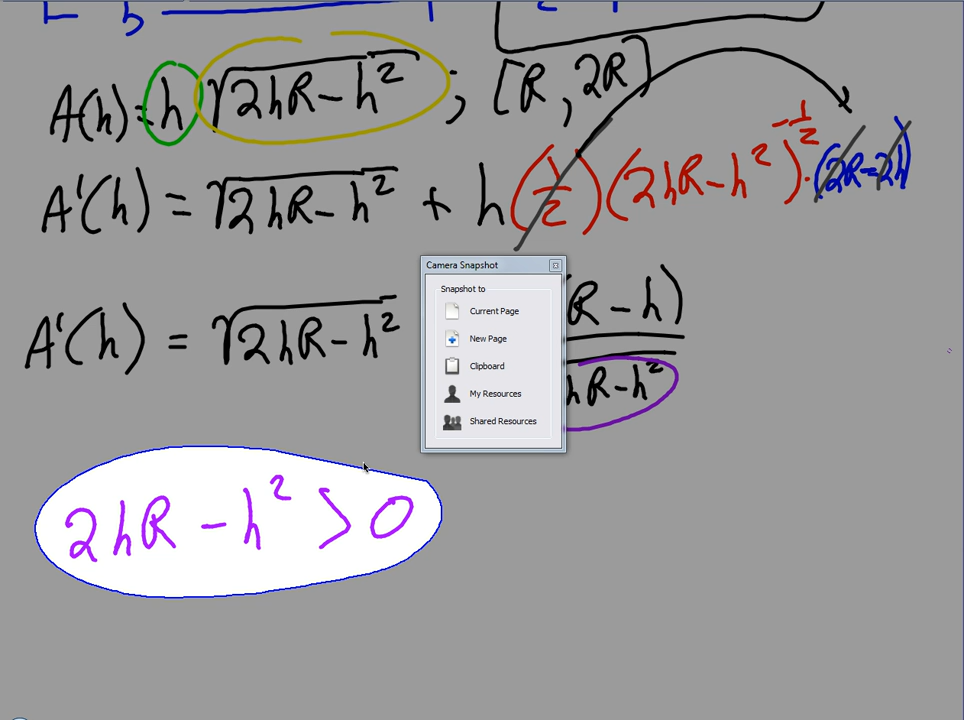 A(h) = h √(2hR − h²) ; [R, 2R]
A'(h) = √(2hR − h²) + h (1/2) (2hR − h²)^(−1/2) · (2R − 2h)
A'(h) = √(2hR − h²) (R − h)
hR − h²
Camera Snapshot
Snapshot to
Current Page
New Page
Clipboard
My Resources
Shared Resources
2hR − h² > 0